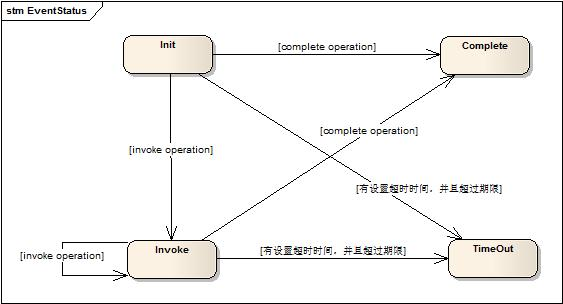 stm EventStatus
Init
[complete operation]
Complete
[complete operation]
[invoke operation]
[有设置超时时间，并且超过期限]
Invoke
[有设置超时时间，并且超过期限]
TimeOut
[invoke operation]